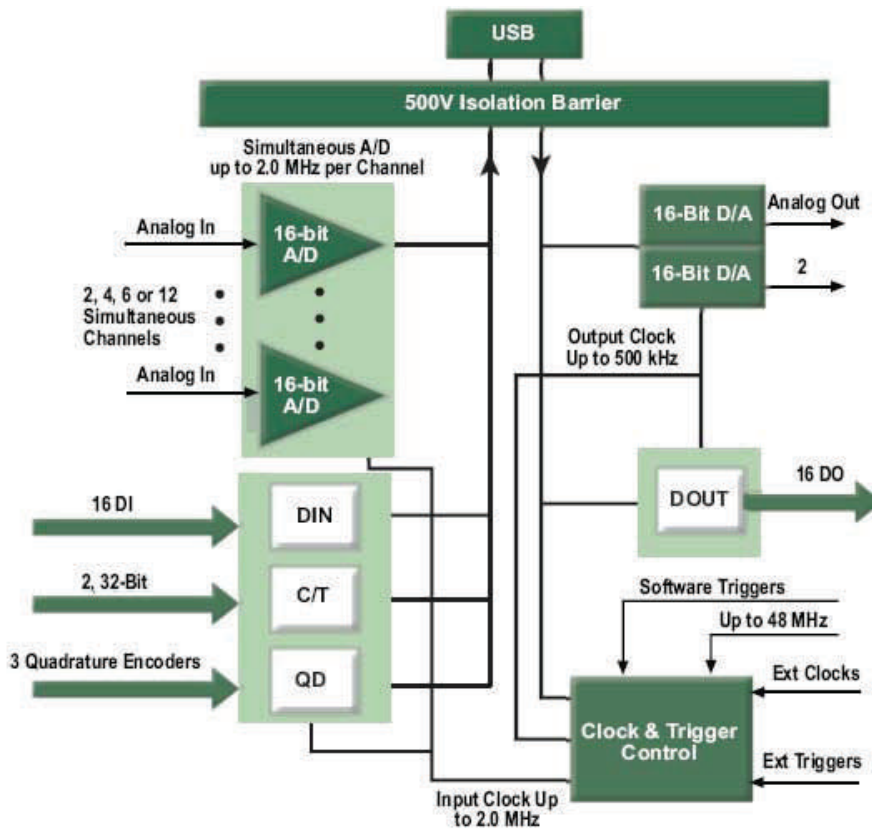 USB
500V Isolation Barrier
Simultaneous A/D
up to 2.0 MHz per Channel
Analog In
16-bit
A/D
2, 4, 6 or 12
Simultaneous
Channels
Analog In
16-bit
A/D
16-Bit D/A
Analog Out
16-Bit D/A
2
Output Clock
Up to 500 kHz
16 DI
DIN
2, 32-Bit
C/T
3 Quadrature Encoders
QD
DOUT
16 DO
Software Triggers
Up to 48 MHz
Ext Clocks
Clock & Trigger
Control
Ext Triggers
Input Clock Up
to 2.0 MHz